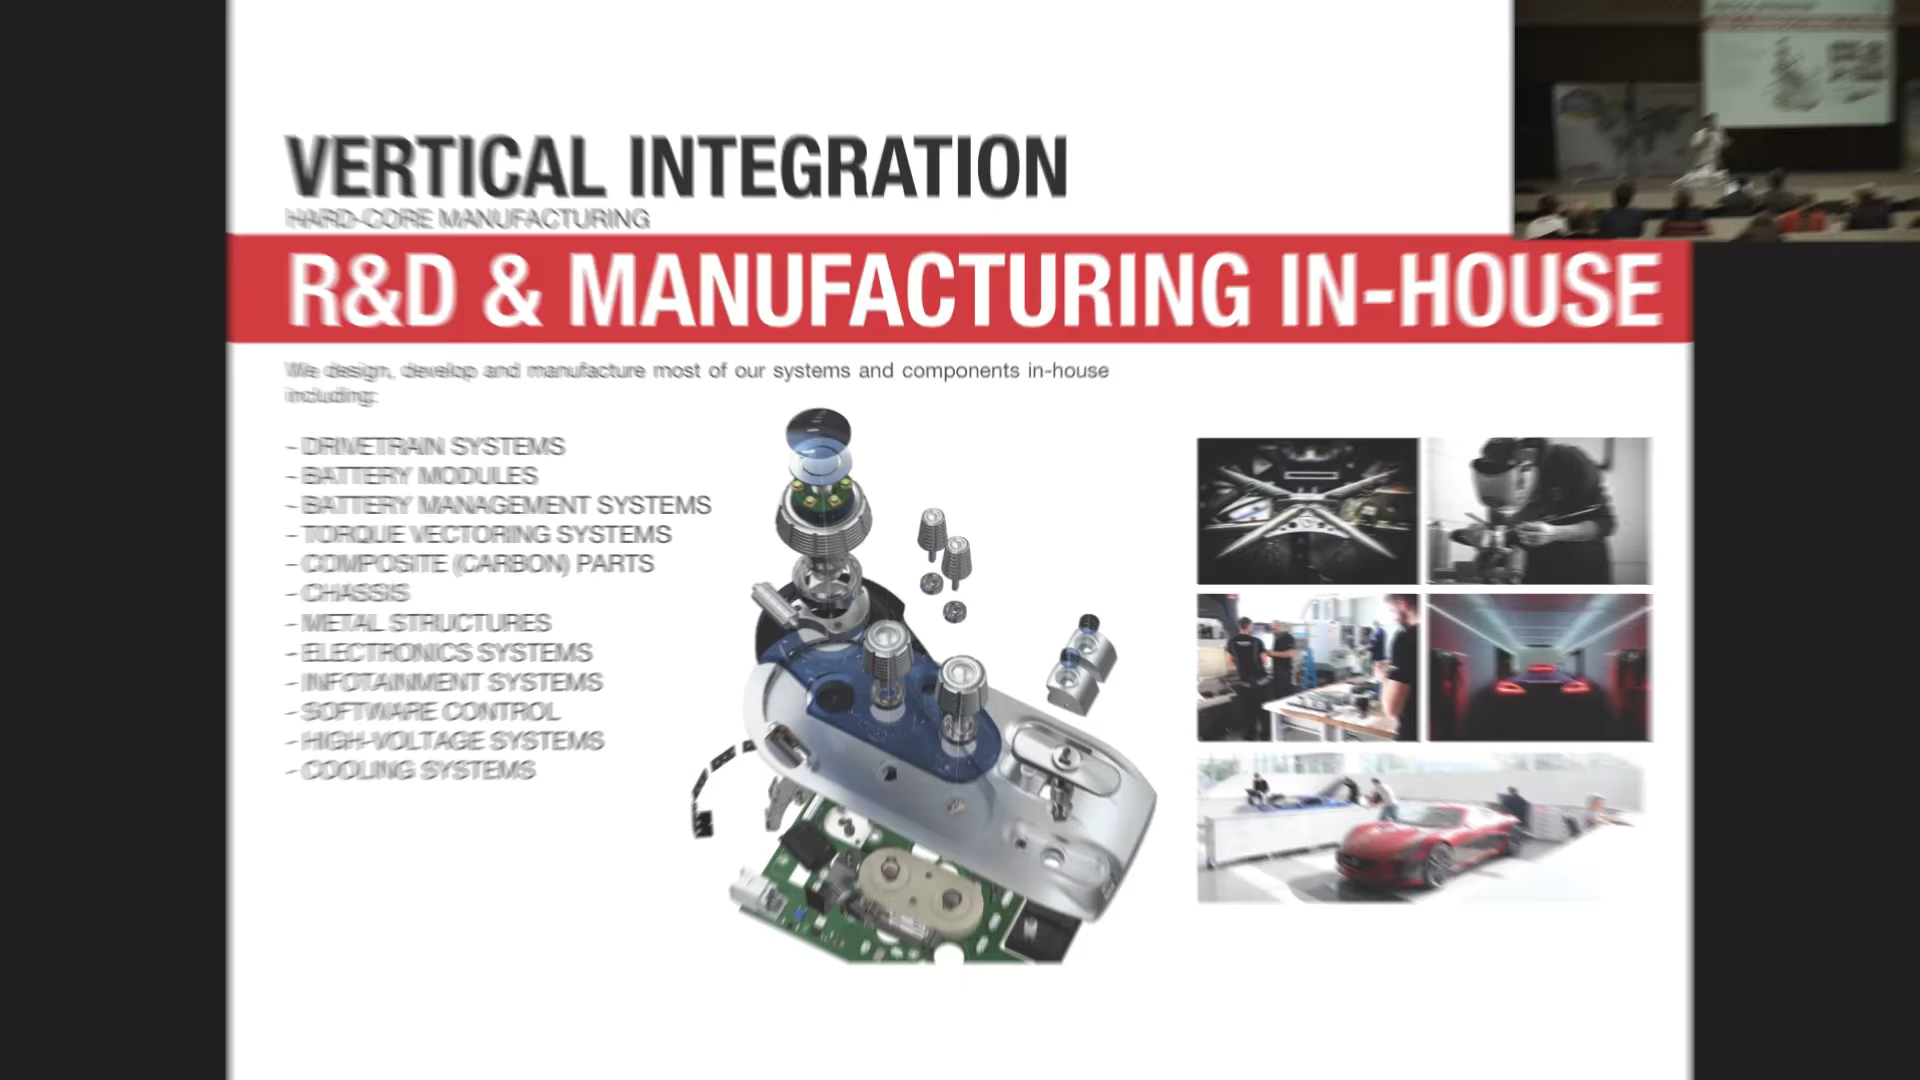 VERTICAL INTEGRATION
HARD-CORE MANUFACTURING
R&D & MANUFACTURING IN-HOUSE
We design, develop and manufacture most of our systems and components in-house
including:
- DRIVETRAIN SYSTEMS
- BATTERY MODULES
- BATTERY MANAGEMENT SYSTEMS
- TORQUE VECTORING SYSTEMS
- COMPOSITE (CARBON) PARTS
- CHASSIS
- METAL STRUCTURES
- ELECTRONICS SYSTEMS
- INFOTAINMENT SYSTEMS
- SOFTWARE CONTROL
- HIGH-VOLTAGE SYSTEMS
- COOLING SYSTEMS